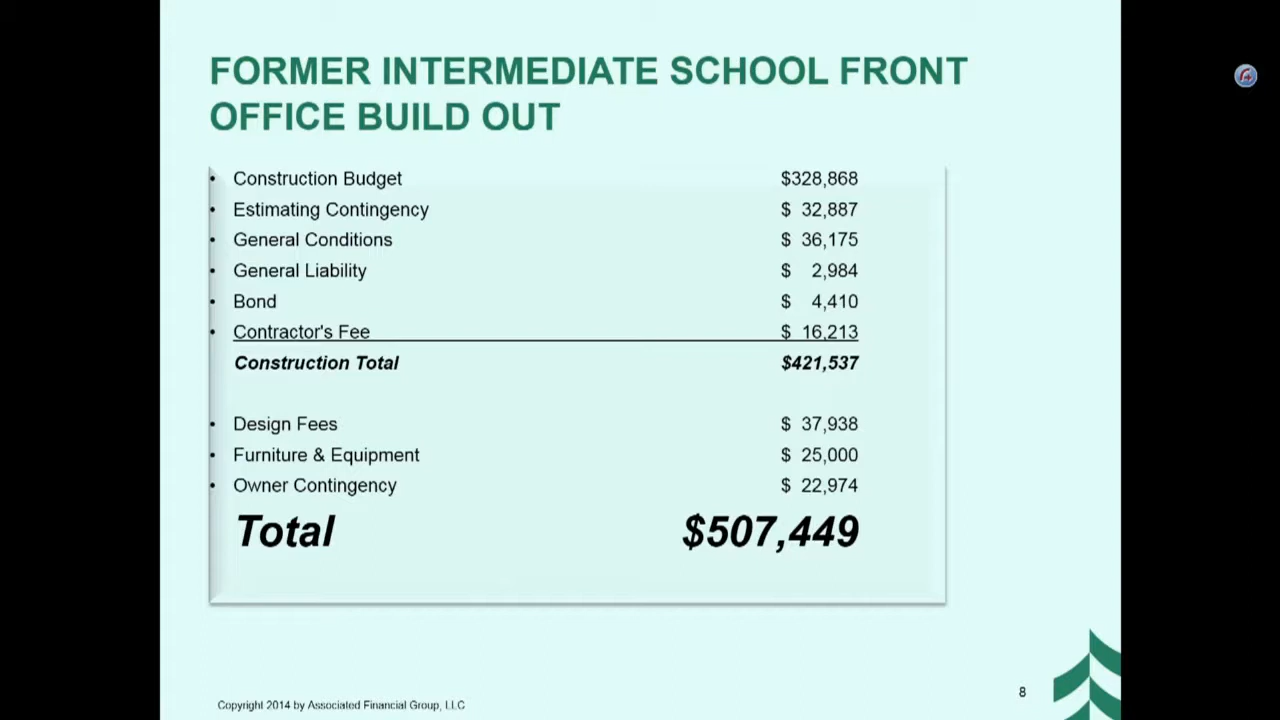 FORMER INTERMEDIATE SCHOOL FRONT
OFFICE BUILD OUT
• Construction Budget $328,868
• Estimating Contingency $ 32,887
• General Conditions $ 36,175
• General Liability $ 2,984
• Bond $ 4,410
• Contractor's Fee $ 16,213
Construction Total $421,537
• Design Fees $ 37,938
• Furniture & Equipment $ 25,000
• Owner Contingency $ 22,974
Total $507,449
8
Copyright 2014 by Associated Financial Group, LLC